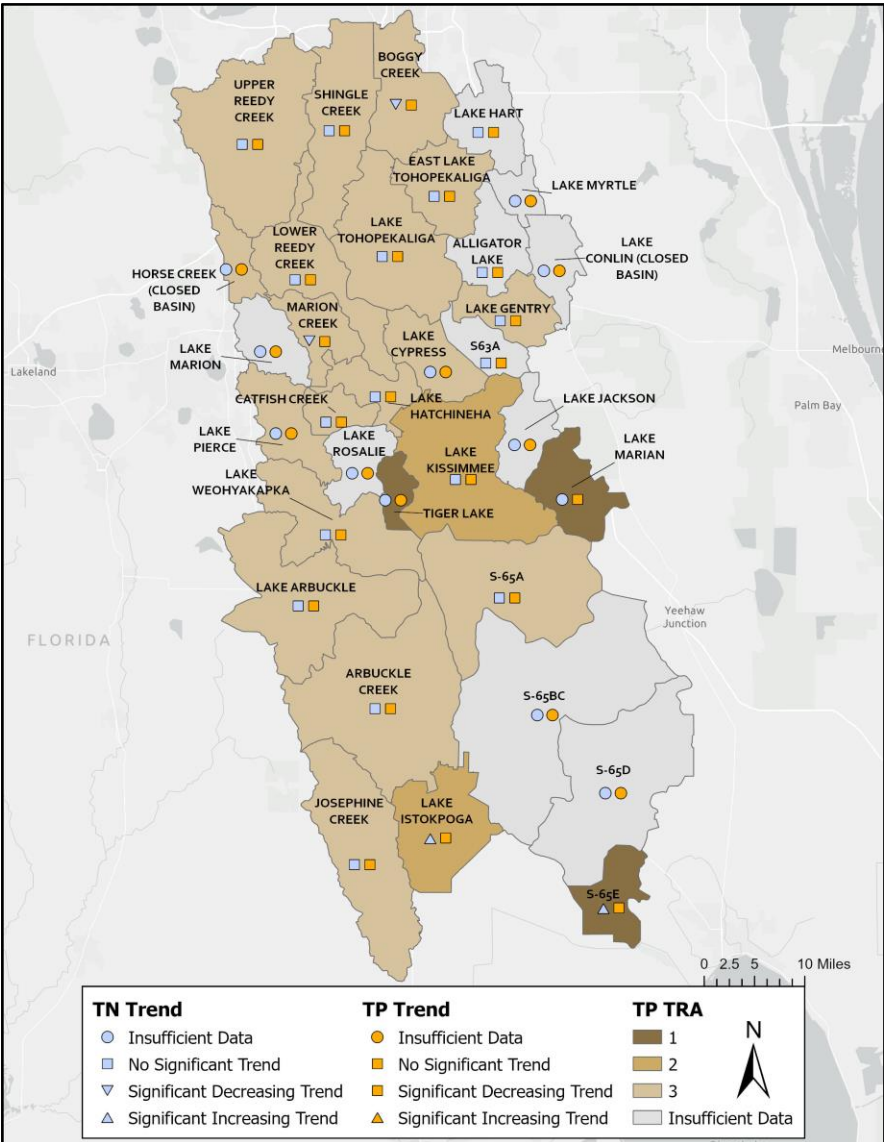 BOGGY
CREEK
UPPER
REEDY
CREEK
SHINGLE
CREEK
LAKE HART
EAST LAKE
TOHOPEKALIGA
LAKE MYRTLE
LAKE
TOHOPEKALIGA
LOWER
REEDY
CREEK
ALLIGATOR
LAKE
LAKE
CONLIN (CLOSED
BASIN)
HORSE CREEK
(CLOSED
BASIN)
MARION
CREEK
LAKE GENTRY
LAKE
CYPRESS
S63A
LAKE
MARION
Melbourne
Lakeland
CATFISH CREEK
LAKE
HATCHINEHA
LAKE JACKSON
Palm Bay
LAKE
PIERCE
LAKE
ROSALIE
LAKE
KISSIMMEE
LAKE
MARIAN
LAKE
WEOHYAKAPKA
TIGER LAKE
LAKE ARBUCKLE
S-65A
Yeehaw
Junction
FLORIDA
ARBUCKLE
CREEK
S-65BC
S-65D
JOSEPHINE
CREEK
LAKE
ISTOKPOGA
S-65E
0 2.5 5 10 Miles
TN Trend
Insufficient Data
No Significant Trend
Significant Decreasing Trend
Significant Increasing Trend
TP Trend
Insufficient Data
No Significant Trend
Significant Decreasing Trend
Significant Increasing Trend
TP TRA
1
2
3
Insufficient Data
N